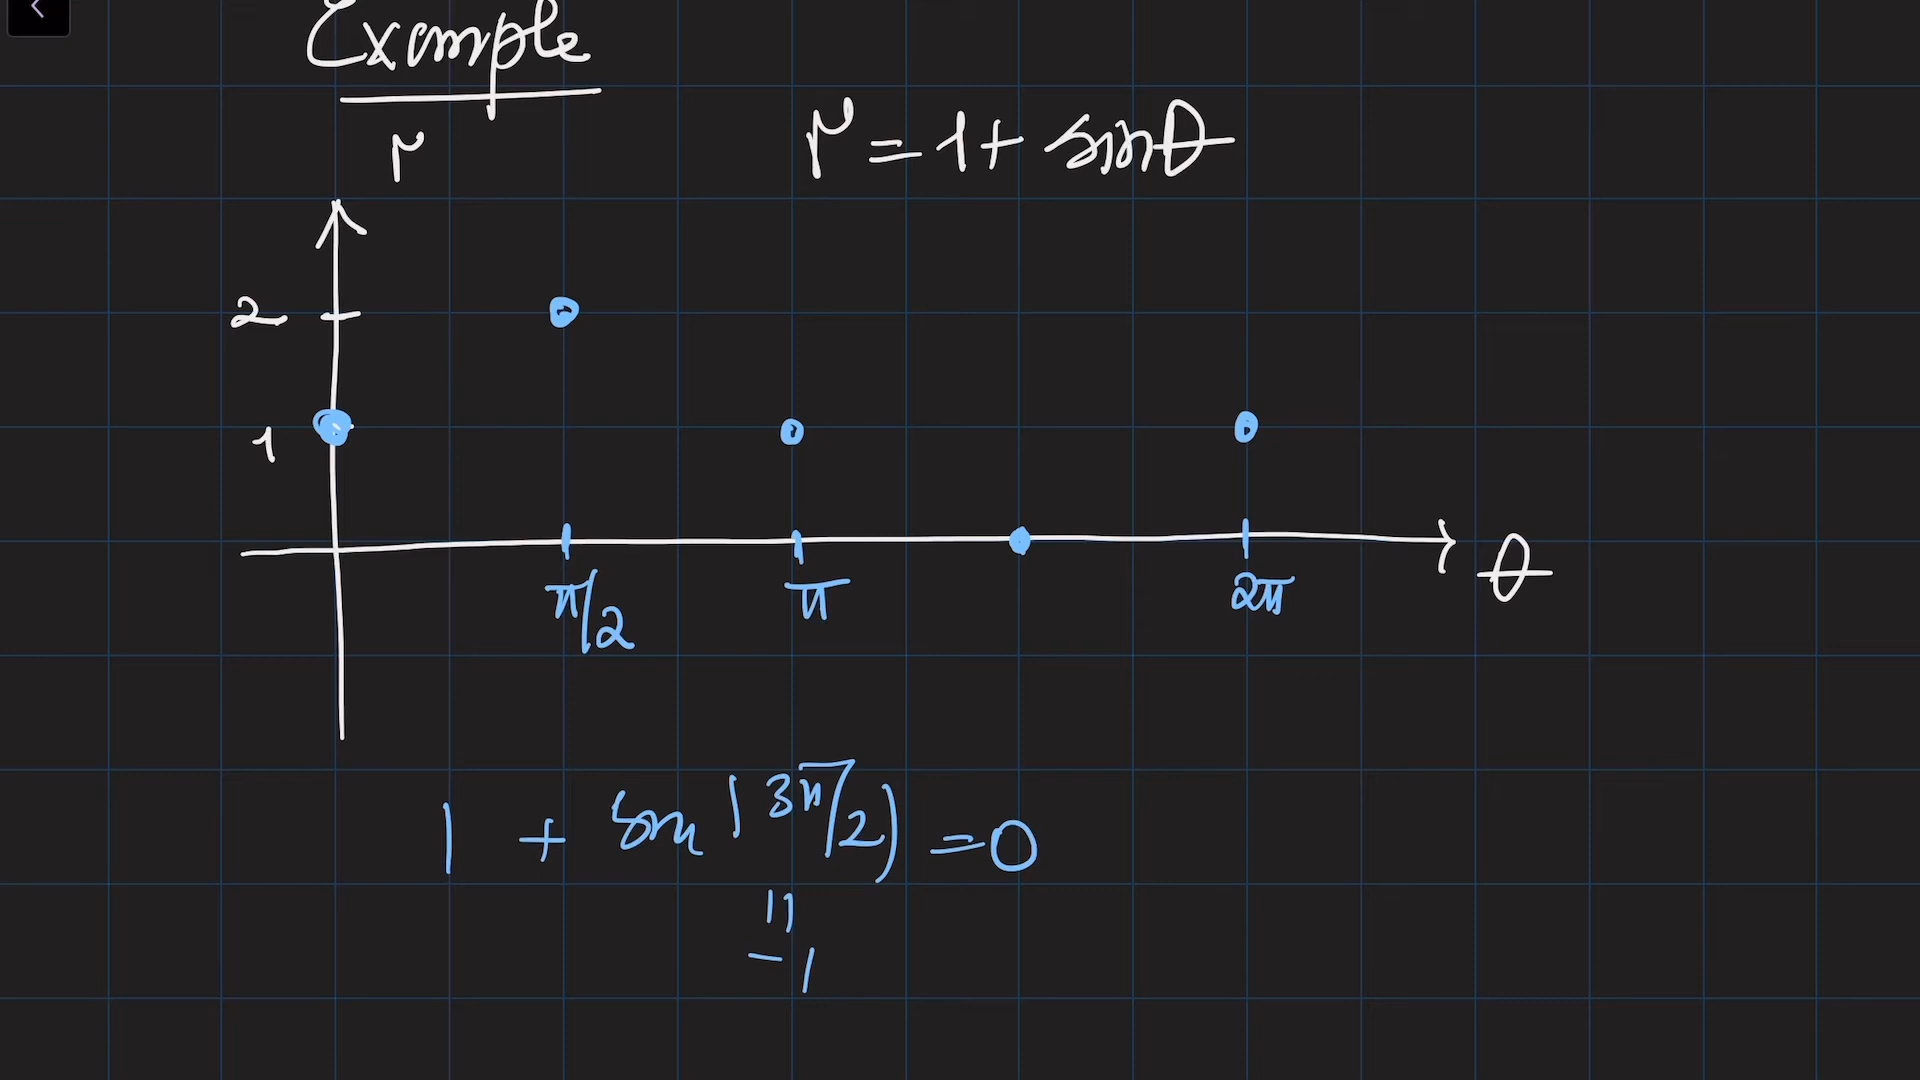 Example
r
r = 1 + sinθ
2
1
π/2
π
2π
θ
1 + sin(3π/2) = 0
"
-1